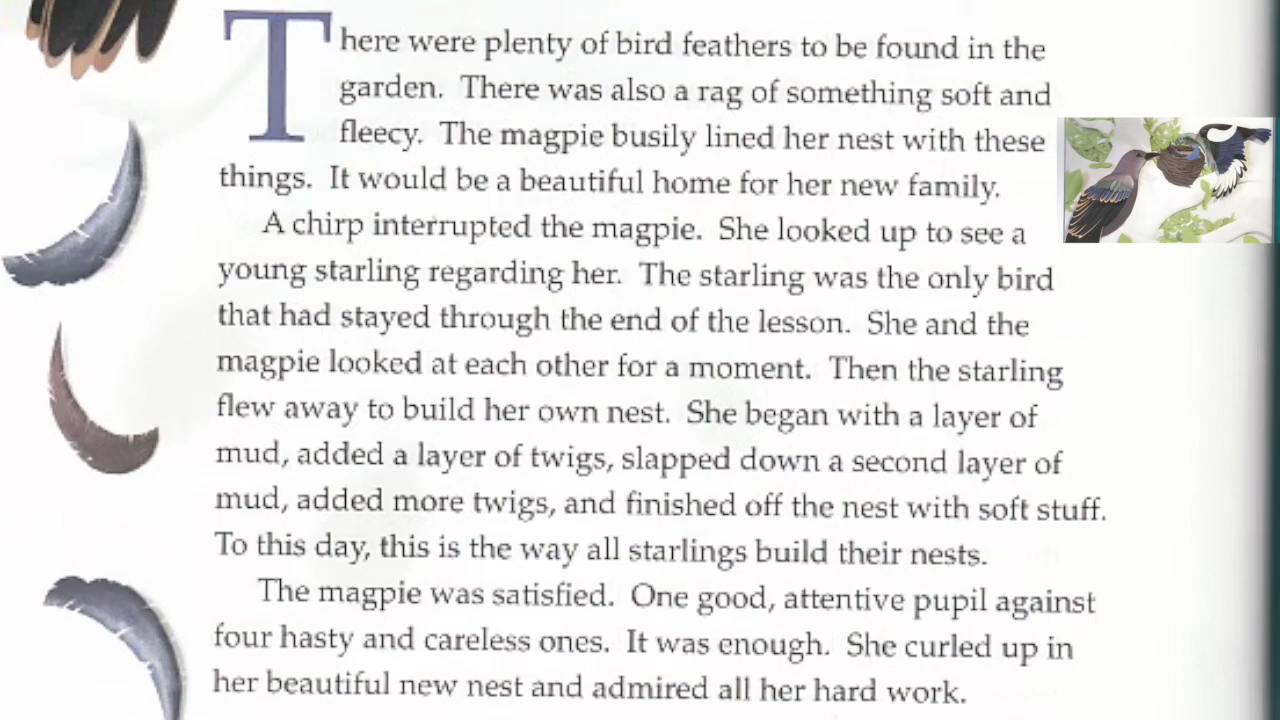 There were plenty of bird feathers to be found in the
garden. There was also a rag of something soft and
fleecy. The magpie busily lined her nest with these
things. It would be a beautiful home for her new family.
A chirp interrupted the magpie. She looked up to see a
young starling regarding her. The starling was the only bird
that had stayed through the end of the lesson. She and the
magpie looked at each other for a moment. Then the starling
flew away to build her own nest. She began with a layer of
mud, added a layer of twigs, slapped down a second layer of
mud, added more twigs, and finished off the nest with soft stuff.
To this day, this is the way all starlings build their nests.
The magpie was satisfied. One good, attentive pupil against
four hasty and careless ones. It was enough. She curled up in
her beautiful new nest and admired all her hard work.